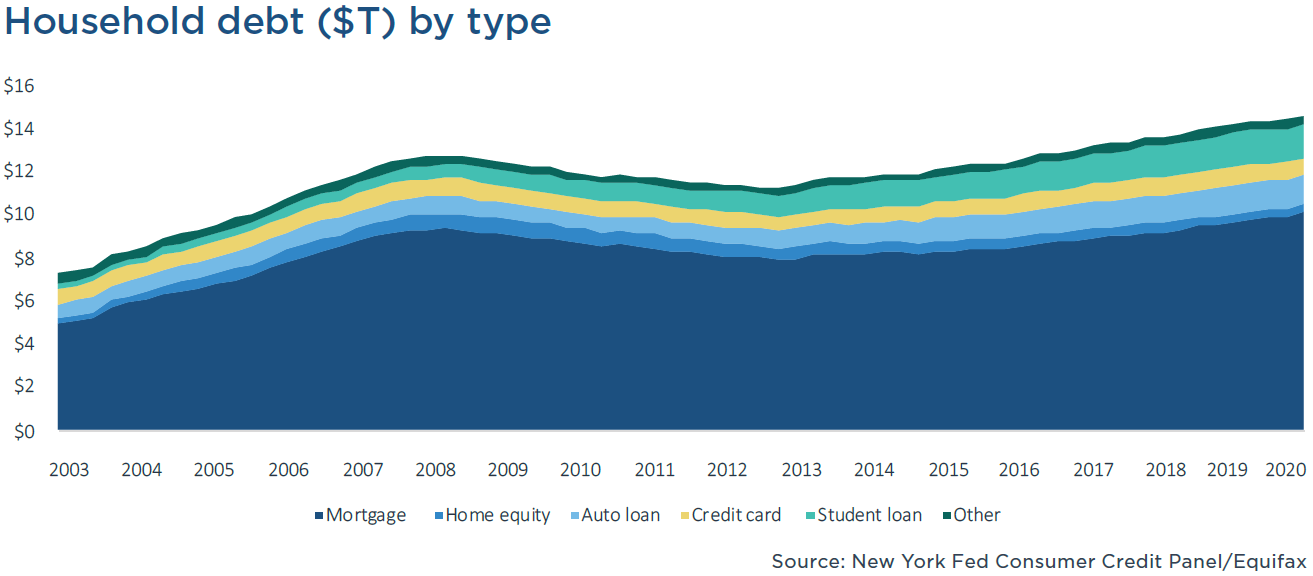 Household debt ($T) by type
$16
$14
$12
$10
$8
$6
$4
$2
$0
2003 2004 2005 2006 2007 2008 2009 2010 2011 2012 2013 2014 2015 2016 2017 2018 2019 2020
Mortgage Home equity Auto loan Credit card Student loan Other
Source: New York Fed Consumer Credit Panel/Equifax